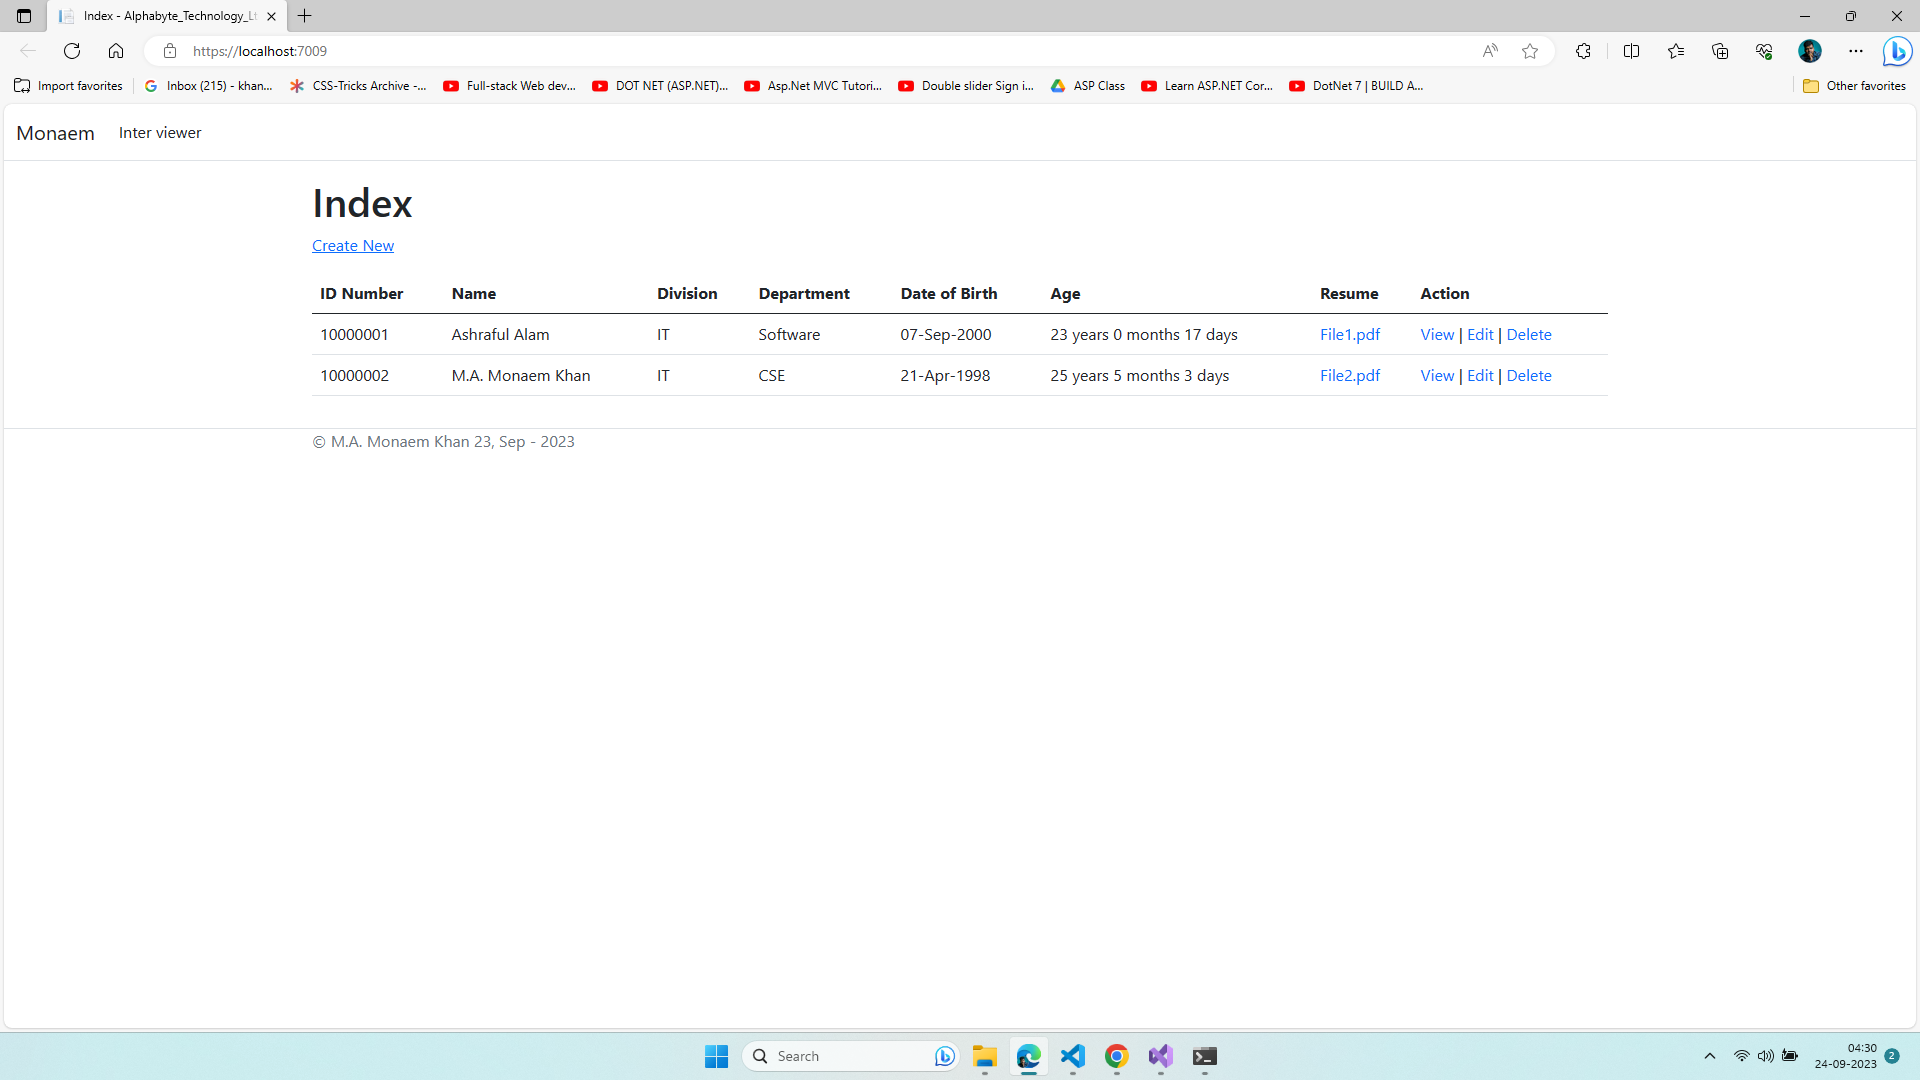 Index - Alphabyte_Technology_Lt
https://localhost:7009
Import favorites
Inbox (215) - khan...
CSS-Tricks Archive -...
Full-stack Web dev...
DOT NET (ASP.NET)...
Asp.Net MVC Tutori...
Double slider Sign i...
ASP Class
Learn ASP.NET Cor...
DotNet 7 | BUILD A...
Other favorites
Monaem Inter viewer
Index
Create New
ID Number Name Division Department Date of Birth Age Resume Action
10000001 Ashraful Alam IT Software 07-Sep-2000 23 years 0 months 17 days File1.pdf View | Edit | Delete
10000002 M.A. Monaem Khan IT CSE 21-Apr-1998 25 years 5 months 3 days File2.pdf View | Edit | Delete
© M.A. Monaem Khan 23, Sep - 2023
Search
04:30
24-09-2023
2